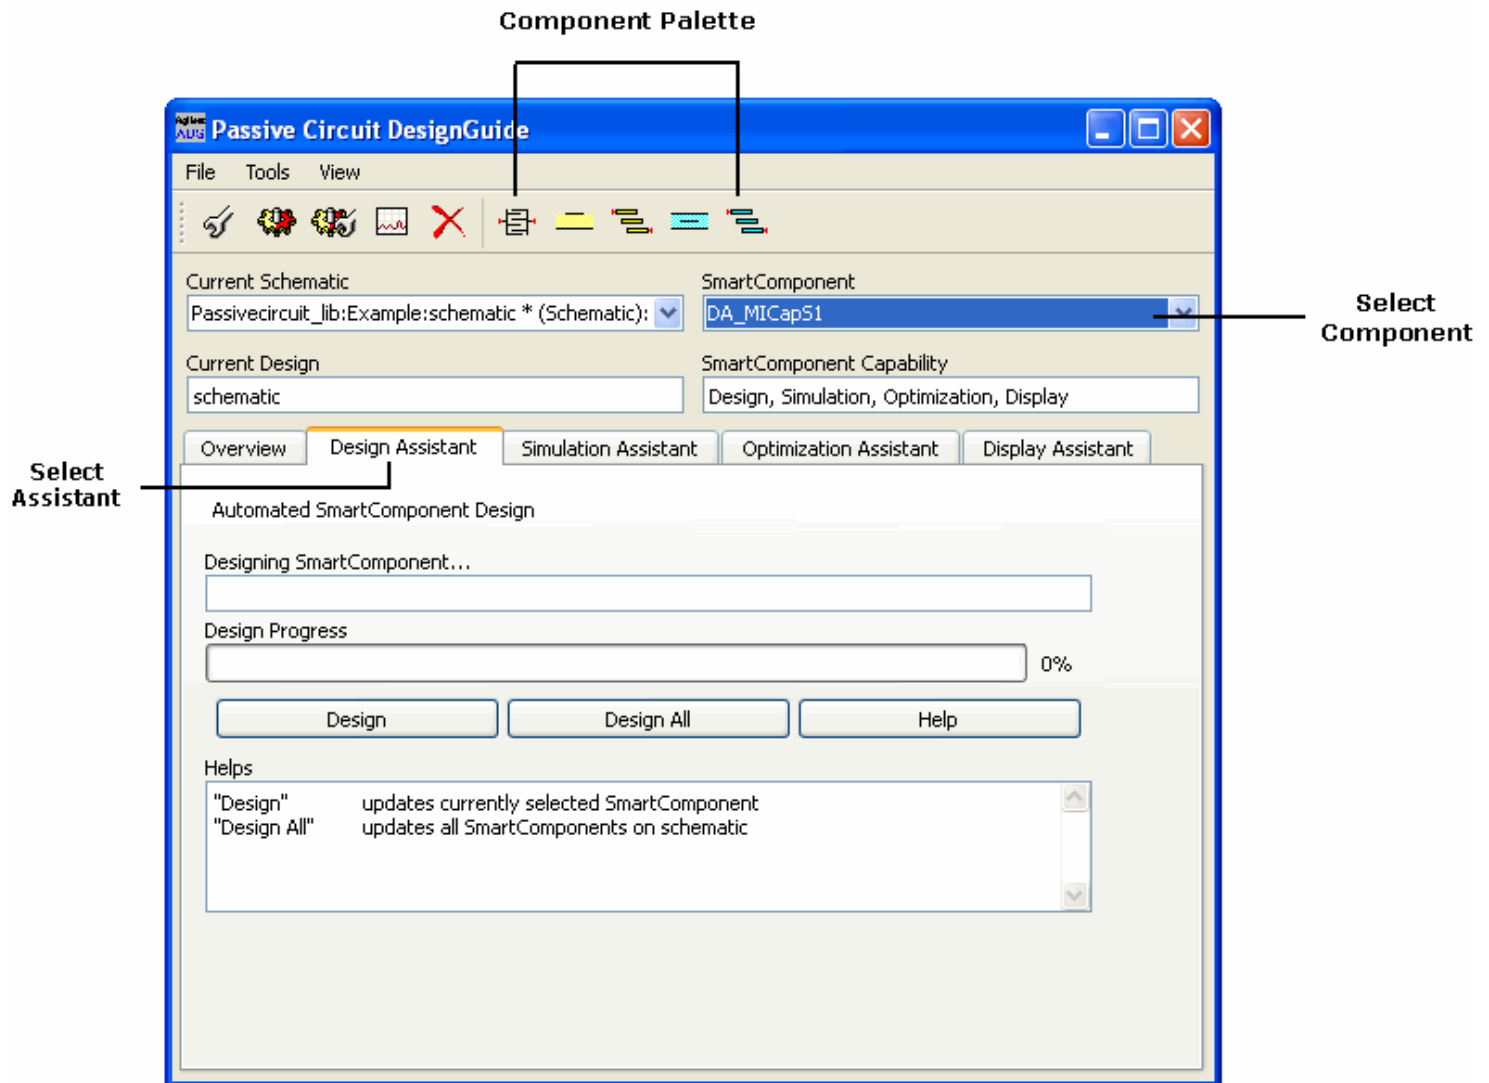 Component Palette
Agilent
ADS
Passive Circuit DesignGuide
File Tools View
Current Schematic
SmartComponent
Passivecircuit_lib:Example:schematic * (Schematic):
DA_MICapS1
Select
Component
Current Design
SmartComponent Capability
schematic
Design, Simulation, Optimization, Display
Overview Design Assistant Simulation Assistant Optimization Assistant Display Assistant
Select
Assistant
Automated SmartComponent Design
Designing SmartComponent...
Design Progress
0%
Design Design All Help
Helps
"Design" updates currently selected SmartComponent
"Design All" updates all SmartComponents on schematic